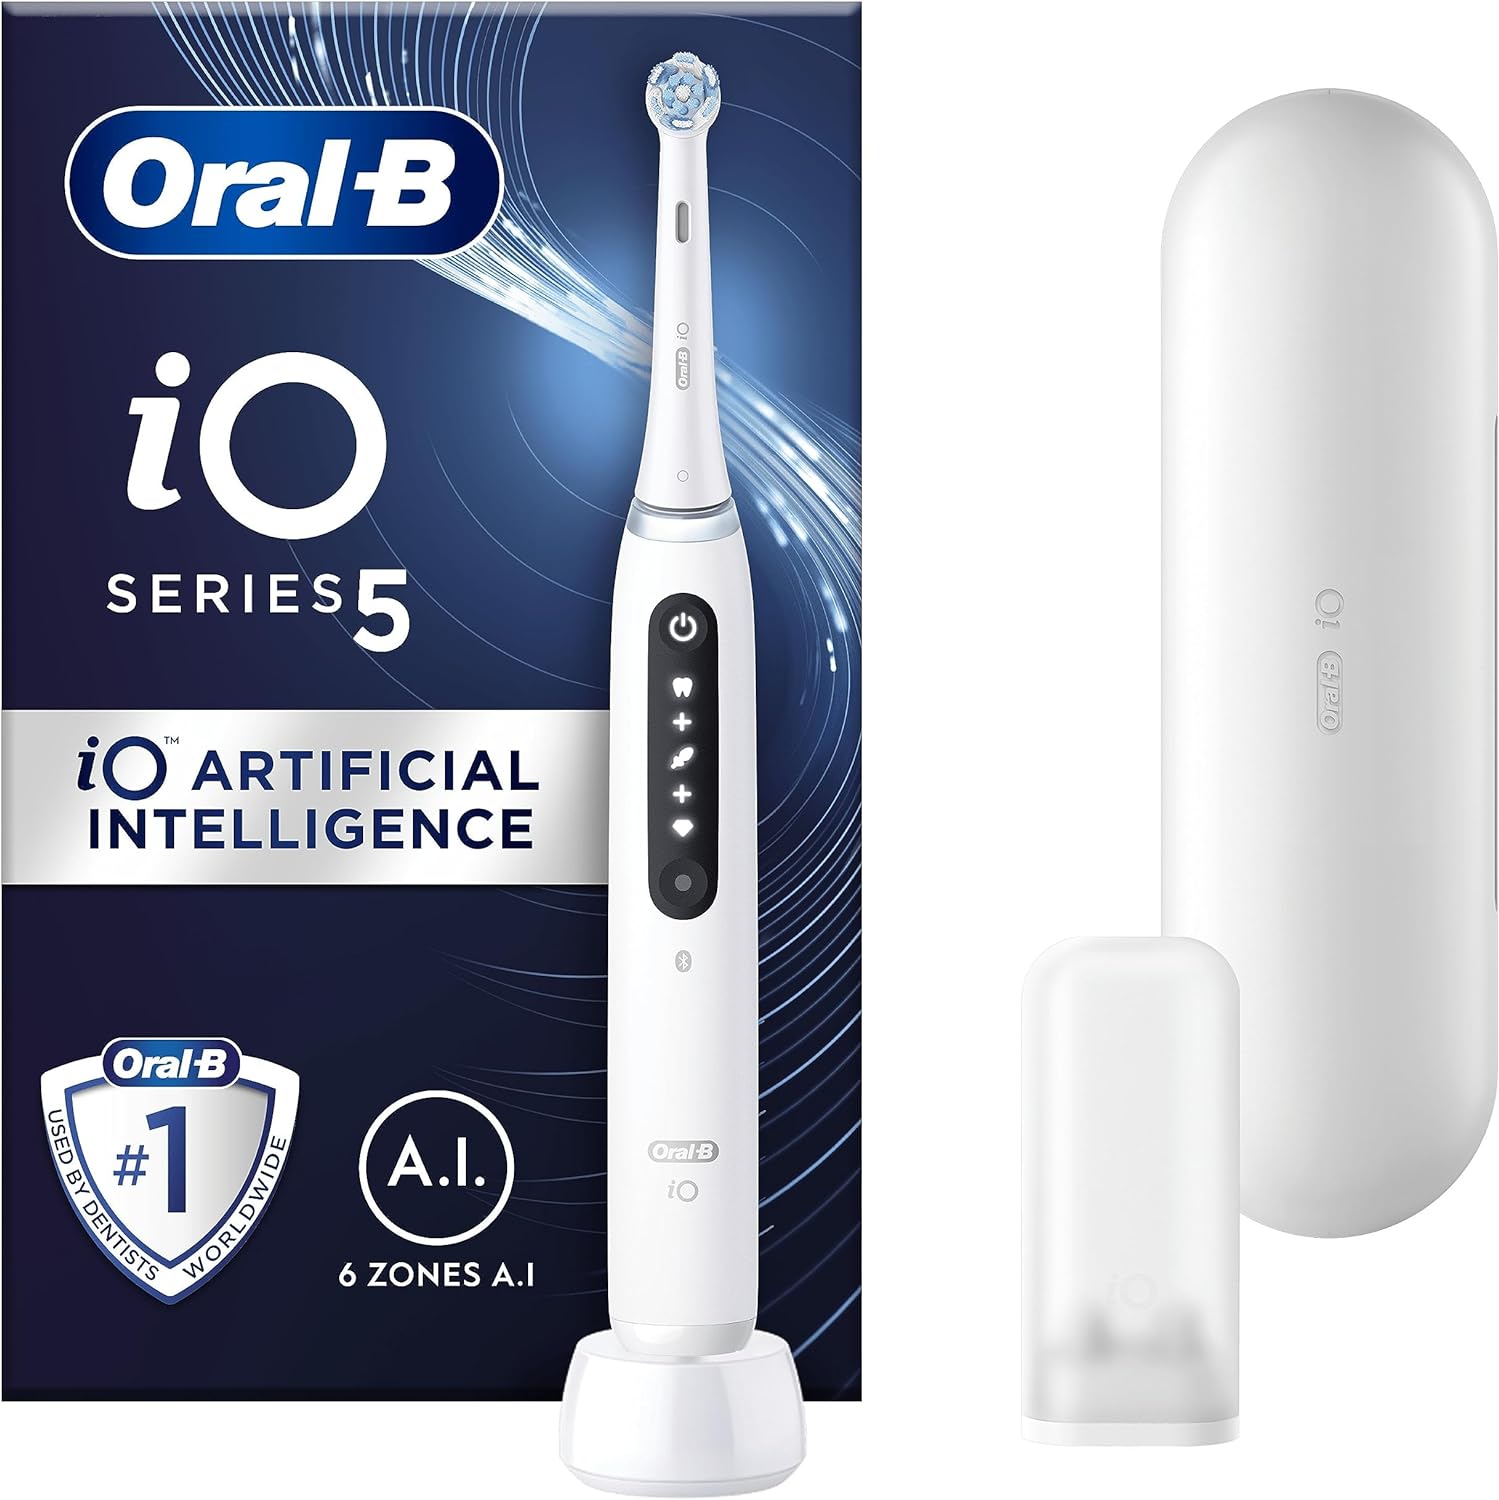 Oral-B
iO
SERIES 5
iO™ ARTIFICIAL
INTELLIGENCE
Oral-B
#1
USED BY DENTISTS WORLDWIDE
A.I.
6 ZONES A.I
Oral-B iO
Oral-B
iO
Oral-B iO
iO